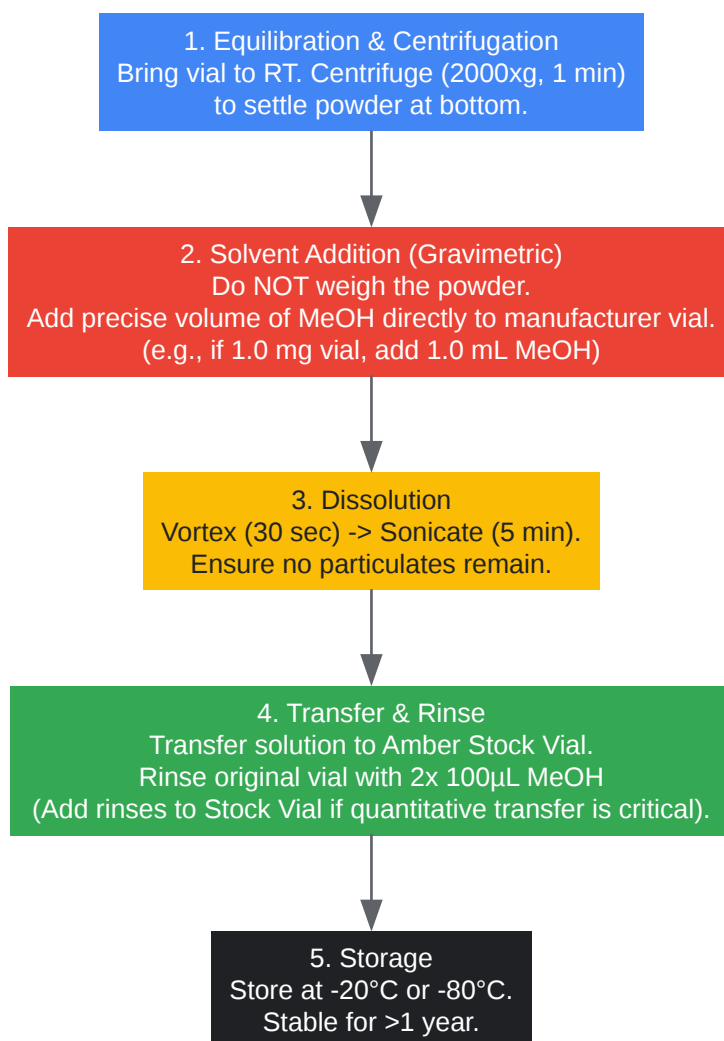 1. Equilibration & Centrifugation
Bring vial to RT. Centrifuge (2000xg, 1 min)
to settle powder at bottom.
2. Solvent Addition (Gravimetric)
Do NOT weigh the powder.
Add precise volume of MeOH directly to manufacturer vial.
(e.g., if 1.0 mg vial, add 1.0 mL MeOH)
3. Dissolution
Vortex (30 sec) -> Sonicate (5 min).
Ensure no particulates remain.
4. Transfer & Rinse
Transfer solution to Amber Stock Vial.
Rinse original vial with 2x 100µL MeOH
(Add rinses to Stock Vial if quantitative transfer is critical).
5. Storage
Store at -20°C or -80°C.
Stable for >1 year.